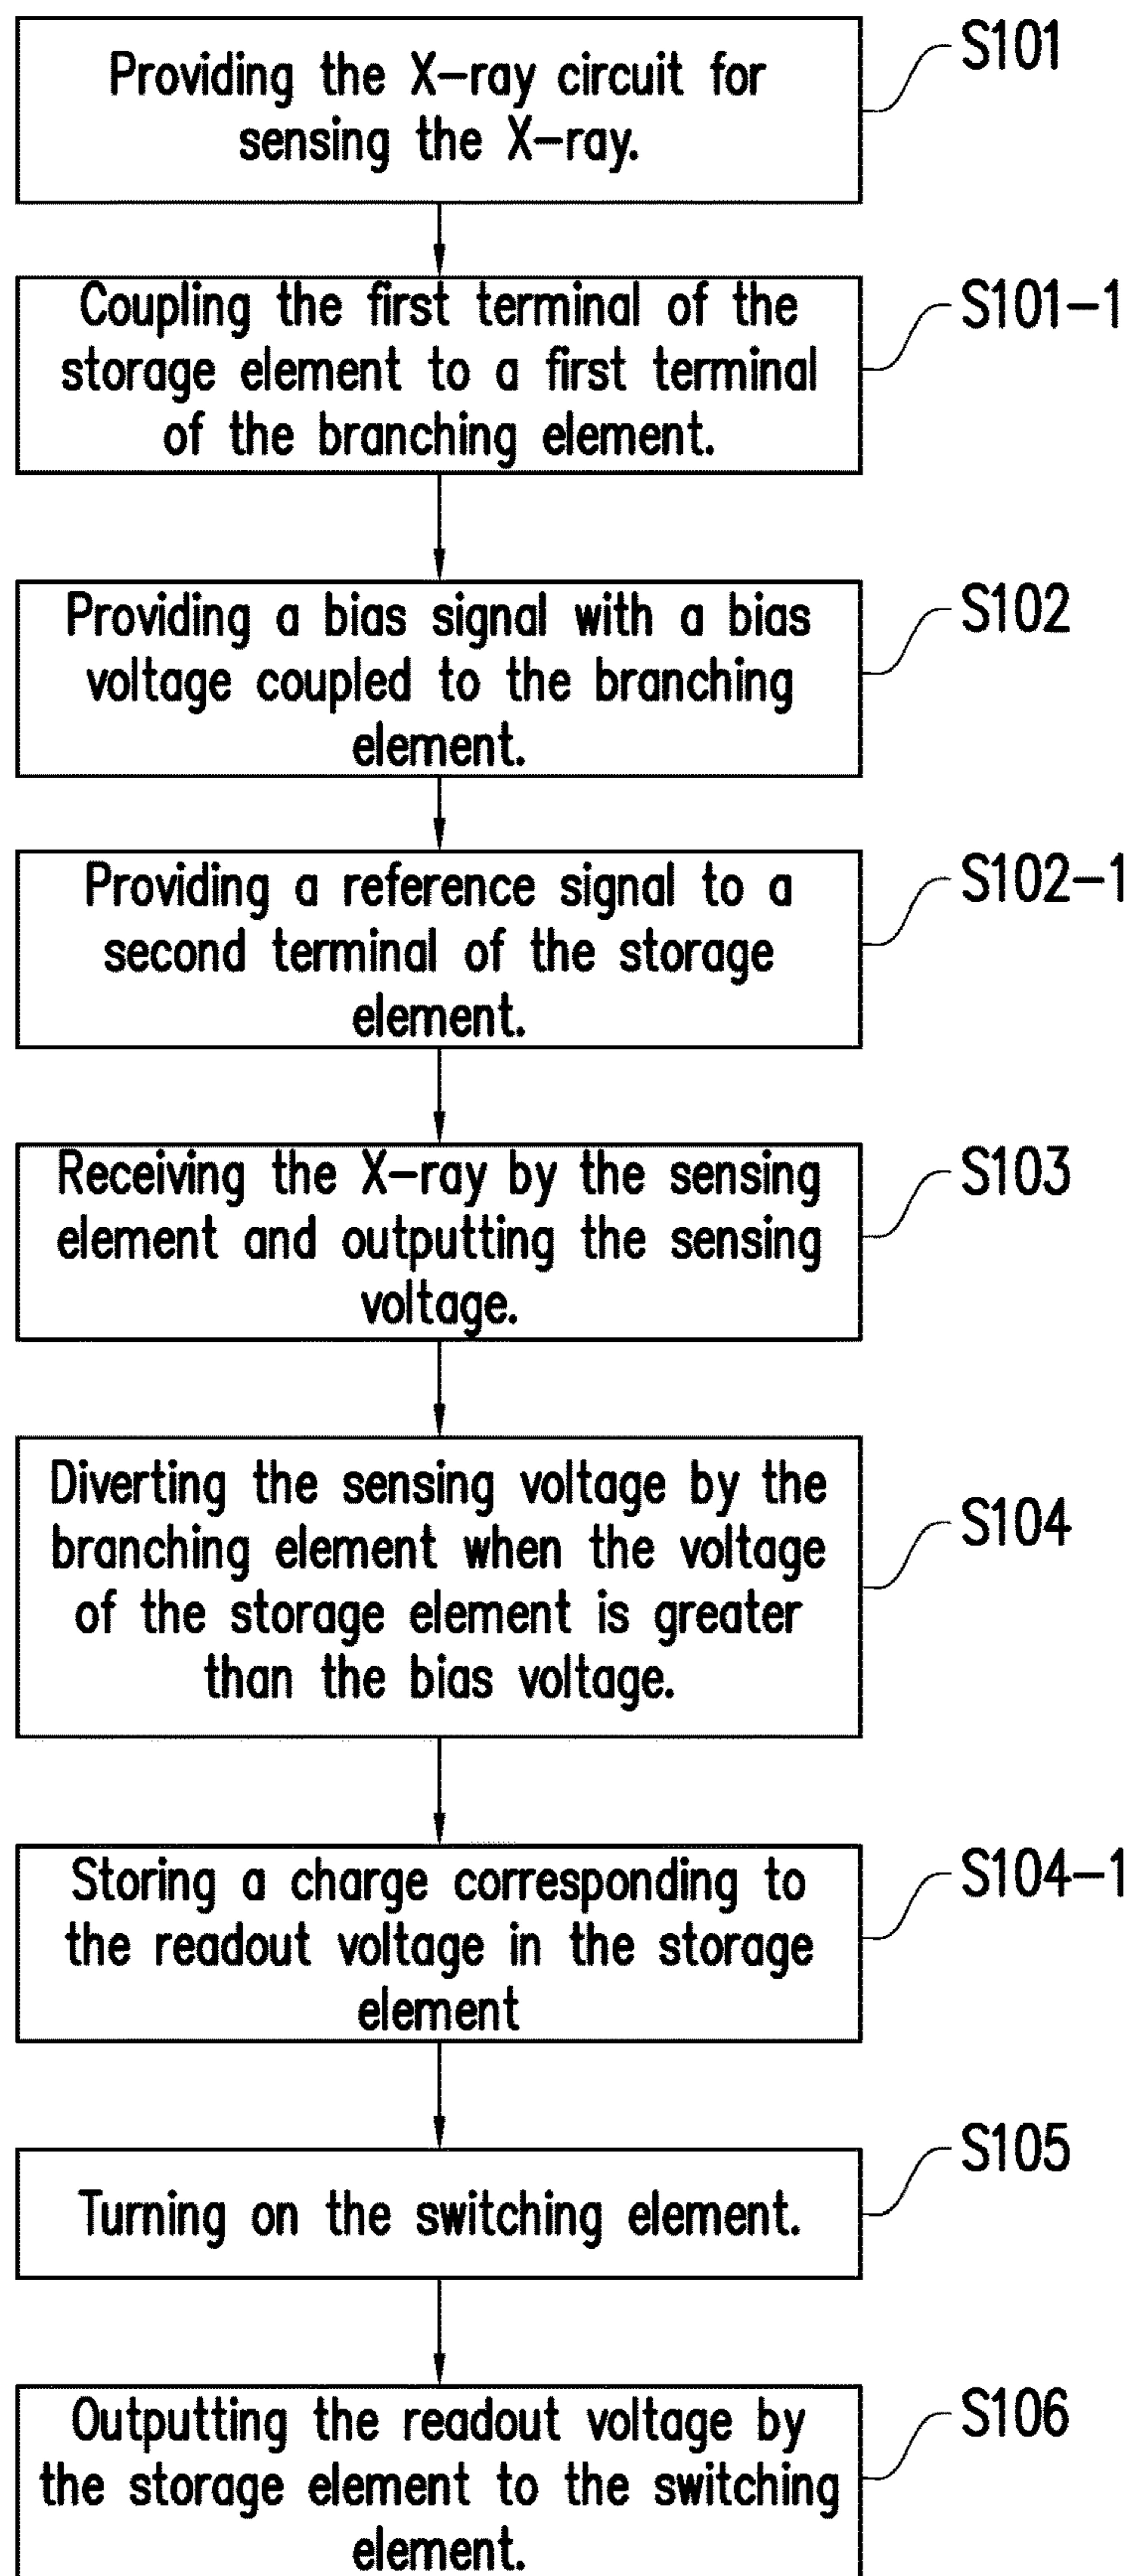 Providing the X-ray circuit for
sensing the X-ray.
S101
Coupling the first terminal of the
storage element to a first terminal
of the branching element.
S101-1
Providing a bias signal with a bias
voltage coupled to the branching
element.
S102
Providing a reference signal to a
second terminal of the storage
element.
S102-1
Receiving the X-ray by the sensing
element and outputting the sensing
voltage.
S103
Diverting the sensing voltage by the
branching element when the voltage
of the storage element is greater
than the bias voltage.
S104
Storing a charge corresponding to
the readout voltage in the storage
element
S104-1
Turning on the switching element.
S105
Outputting the readout voltage by
the storage element to the switching
element.
S106